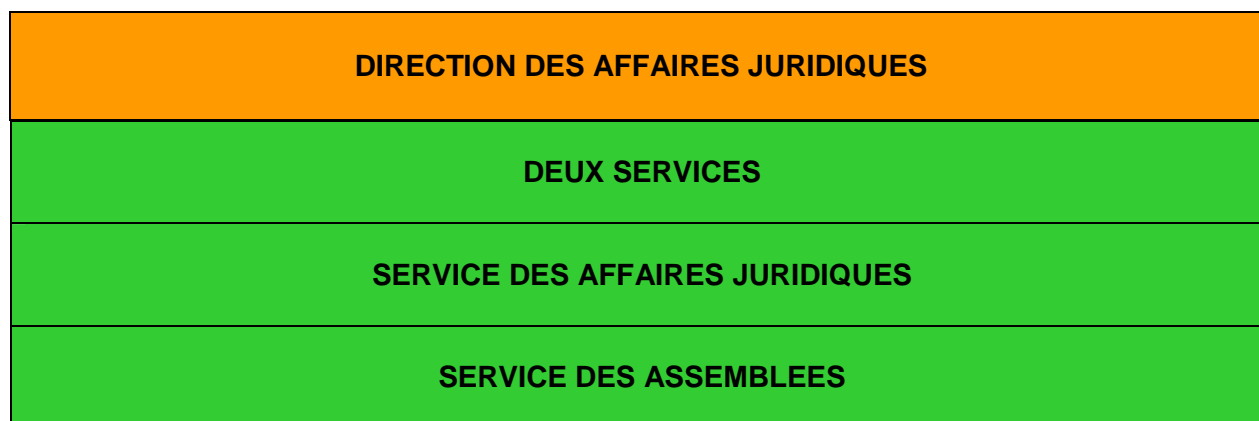 DIRECTION DES AFFAIRES JURIDIQUES
DEUX SERVICES
SERVICE DES AFFAIRES JURIDIQUES
SERVICE DES ASSEMBLEES